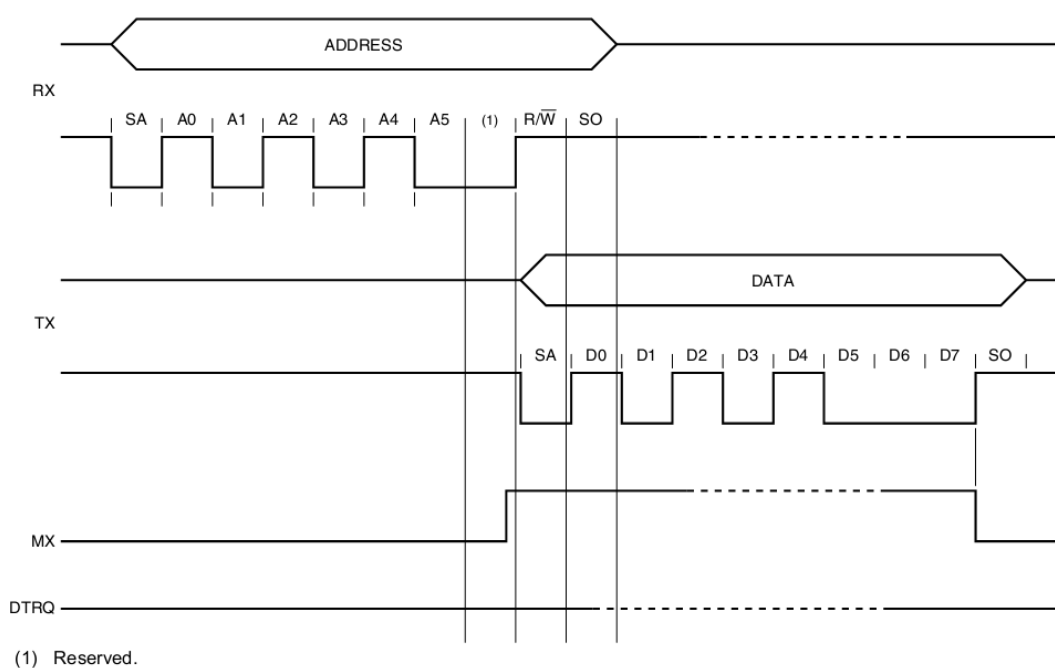 ADDRESS
RX
SA A0 A1 A2 A3 A4 A5 (1) R/W̅ SO
DATA
TX
SA D0 D1 D2 D3 D4 D5 D6 D7 SO
MX
DTRQ
(1) Reserved.